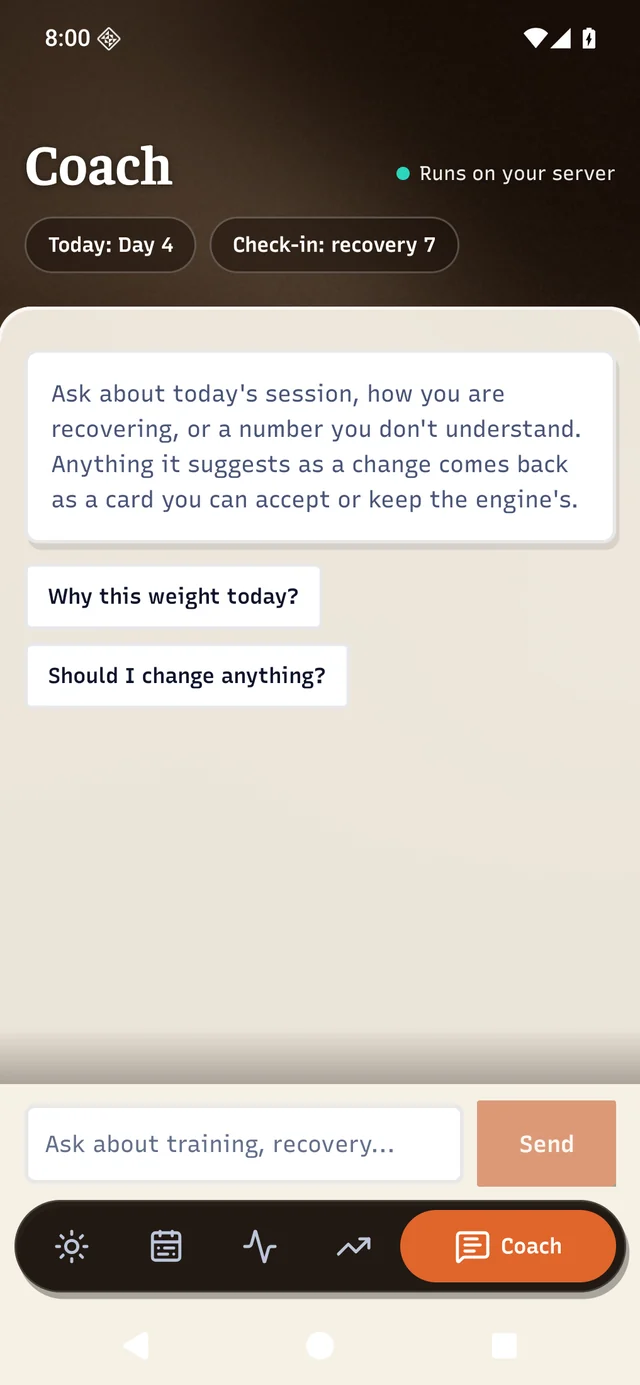 8:00
Coach
Runs on your server
Today: Day 4
Check-in: recovery 7
Ask about today's session, how you are
recovering, or a number you don't understand.
Anything it suggests as a change comes back
as a card you can accept or keep the engine's.
Why this weight today?
Should I change anything?
Ask about training, recovery...
Send
Coach